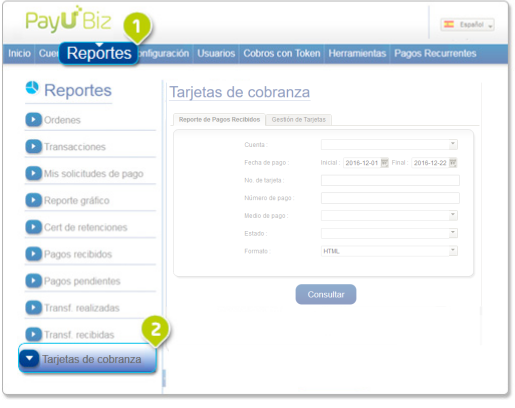 PayU Biz
1
Español
Inicio Cuen Reportes onfiguración Usuarios Cobros con Token Herramientas Pagos Recurrentes
Reportes
Ordenes
Transacciones
Mis solicitudes de pago
Reporte gráfico
Cert de retenciones
Pagos recibidos
Pagos pendientes
Transf. realizadas
Transf. recibidas
2
Tarjetas de cobranza
Tarjetas de cobranza
Reporte de Pagos Recibidos Gestión de Tarjetas
Cuenta :
Fecha de pago : Inicial : 2016-12-01 Final : 2016-12-22
No. de tarjeta :
Número de pago :
Medio de pago :
Estado :
Formato : HTML
Consultar